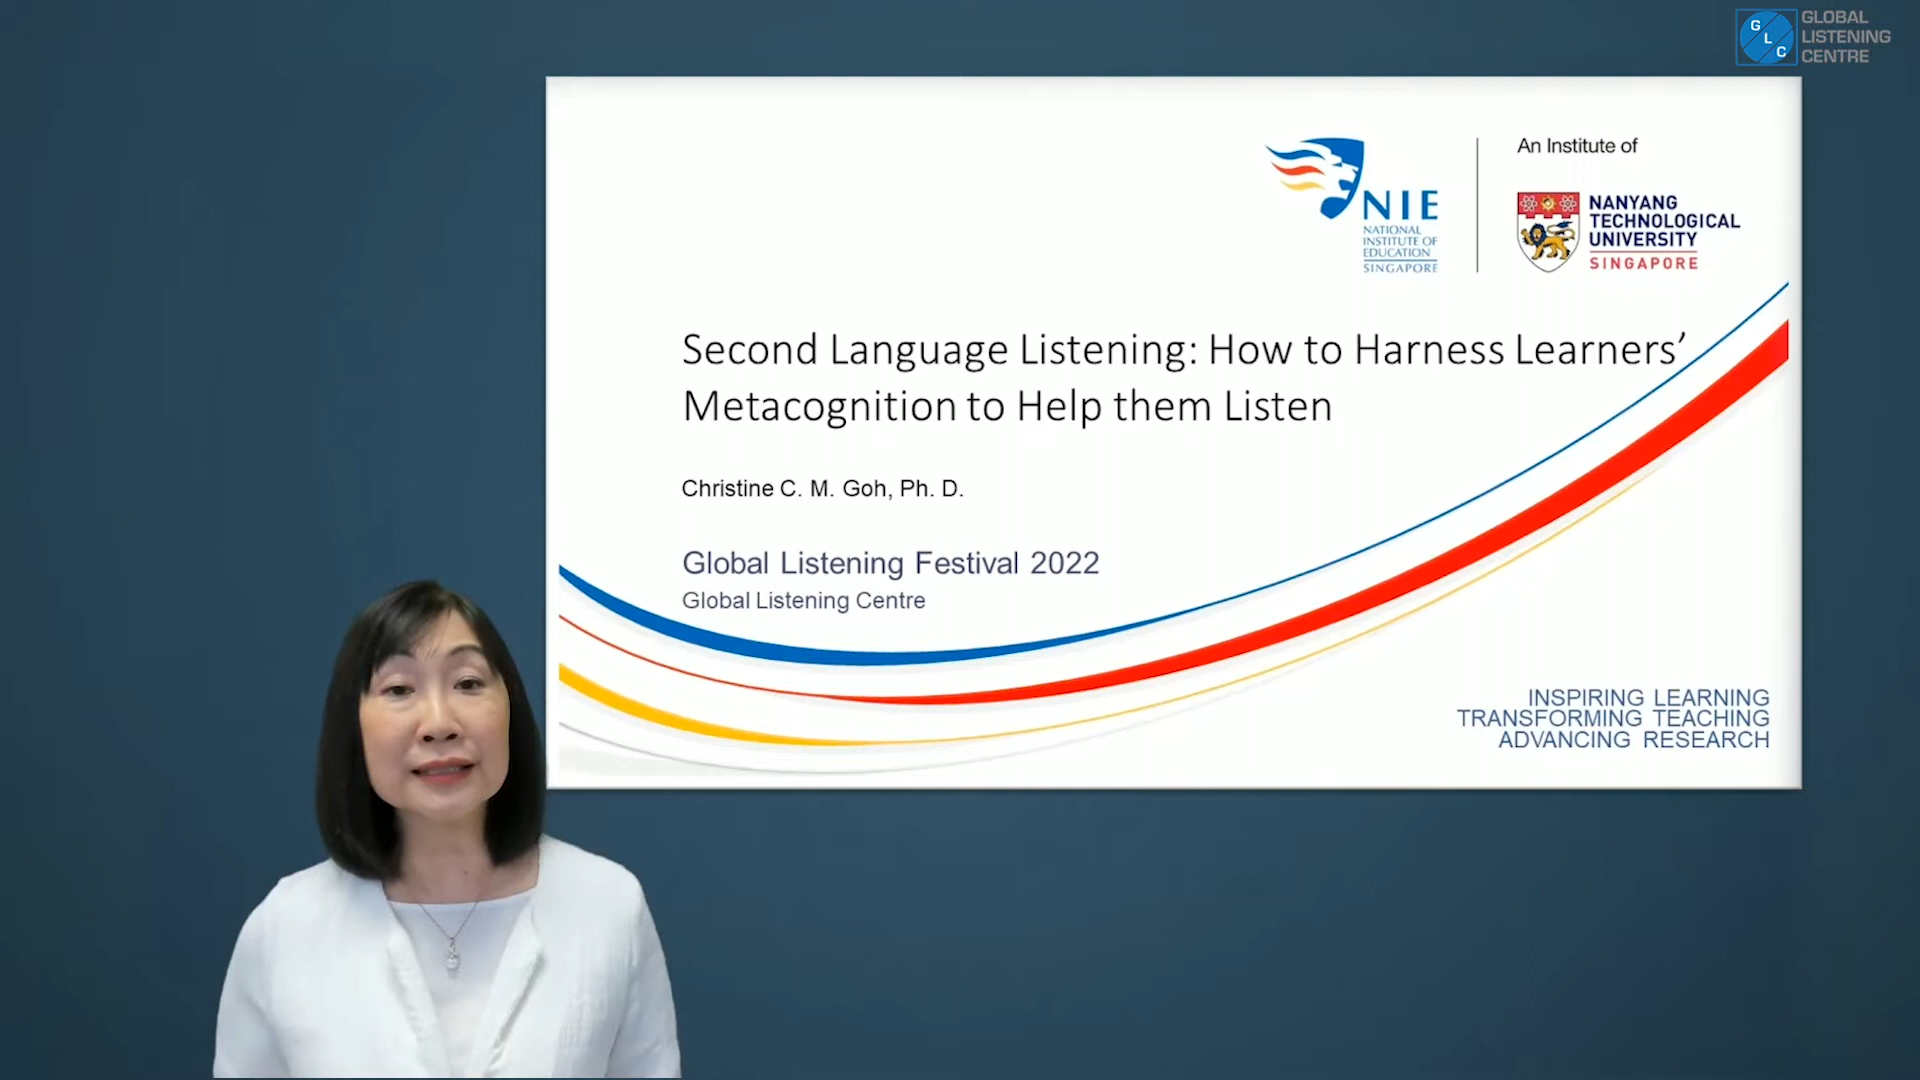 G
L
C
GLOBAL
LISTENING
CENTRE
NIE
NATIONAL
INSTITUTE OF
EDUCATION
SINGAPORE
An Institute of
NANYANG
TECHNOLOGICAL
UNIVERSITY
SINGAPORE
Second Language Listening: How to Harness Learners’
Metacognition to Help them Listen
Christine C. M. Goh, Ph. D.
Global Listening Festival 2022
Global Listening Centre
INSPIRING LEARNING
TRANSFORMING TEACHING
ADVANCING RESEARCH